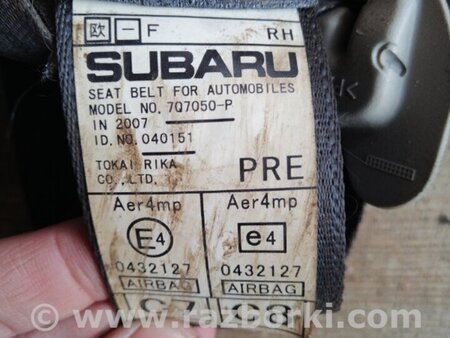 欧 一 F RH
SUBARU
SEAT BELT FOR AUTOMOBILES
MODEL NO. 7Q7050-P
IN 2007
ID.NO.040151
TOKAI RIKA
CO.,LTD. PRE
Aer4mp Aer4mp
E4 e4
0432127 0432127
AIRBAG AIRBAG
www.razborki.com